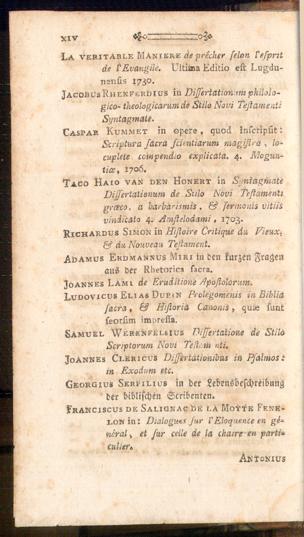 XIV
LA VERITABLE MANIERE de précher selon l'esprit
de l'Evangile. Ultima Editio est Lugdu-
nensis 1730.
JACOBUS RHENFERDIUS in Dissertationum philolo-
gico-theologicarum de Stilo Novi Testamenti
Syntagmate.
CASPAR KUMMET in opere, quod inscripsit:
Scriptura sacra scientiarum magistra, lo-
cuplete compendio explicata. 4. Mogun-
tiæ, 1706.
TACO HAIO VAN DEN HONERT in Syntagmate
Dissertationum de Stilo Novi Testamenti
græco. a barbarismis, & sermonis vitiis
vindicato 4. Amstelodami, 1703.
RICHARDUS SIMON in Histoire Critique du Vieux,
& du Nouveau Testament.
ADAMUS ERDMANNUS MIRI in den kurzen Fragen
aus der Rhetorica sacra.
JOANNES LAMI de Eruditione Apostolorum.
LUDOVICUS ELIAS DUPIN Prolegomenis in Biblia
sacra, & Historia Canonis, quæ sunt
seorsim impressa.
SAMUEL WERENFELSIUS Dissertatione de Stilo
Scriptorum Novi Testam nti.
JOANNES CLERICUS Dissertationibus in Psalmos:
in Exodum etc.
GEORGIUS SERPILIUS in der Lebensbeschreibung
der biblischen Scribenten.
FRANCISCUS DE SALIGNAC DE LA MOTTE FENE-
LON in: Dialogues sur l'Eloquence en gé-
néral, et sur celle de la chaire en parti-
culier.
ANTONIUS